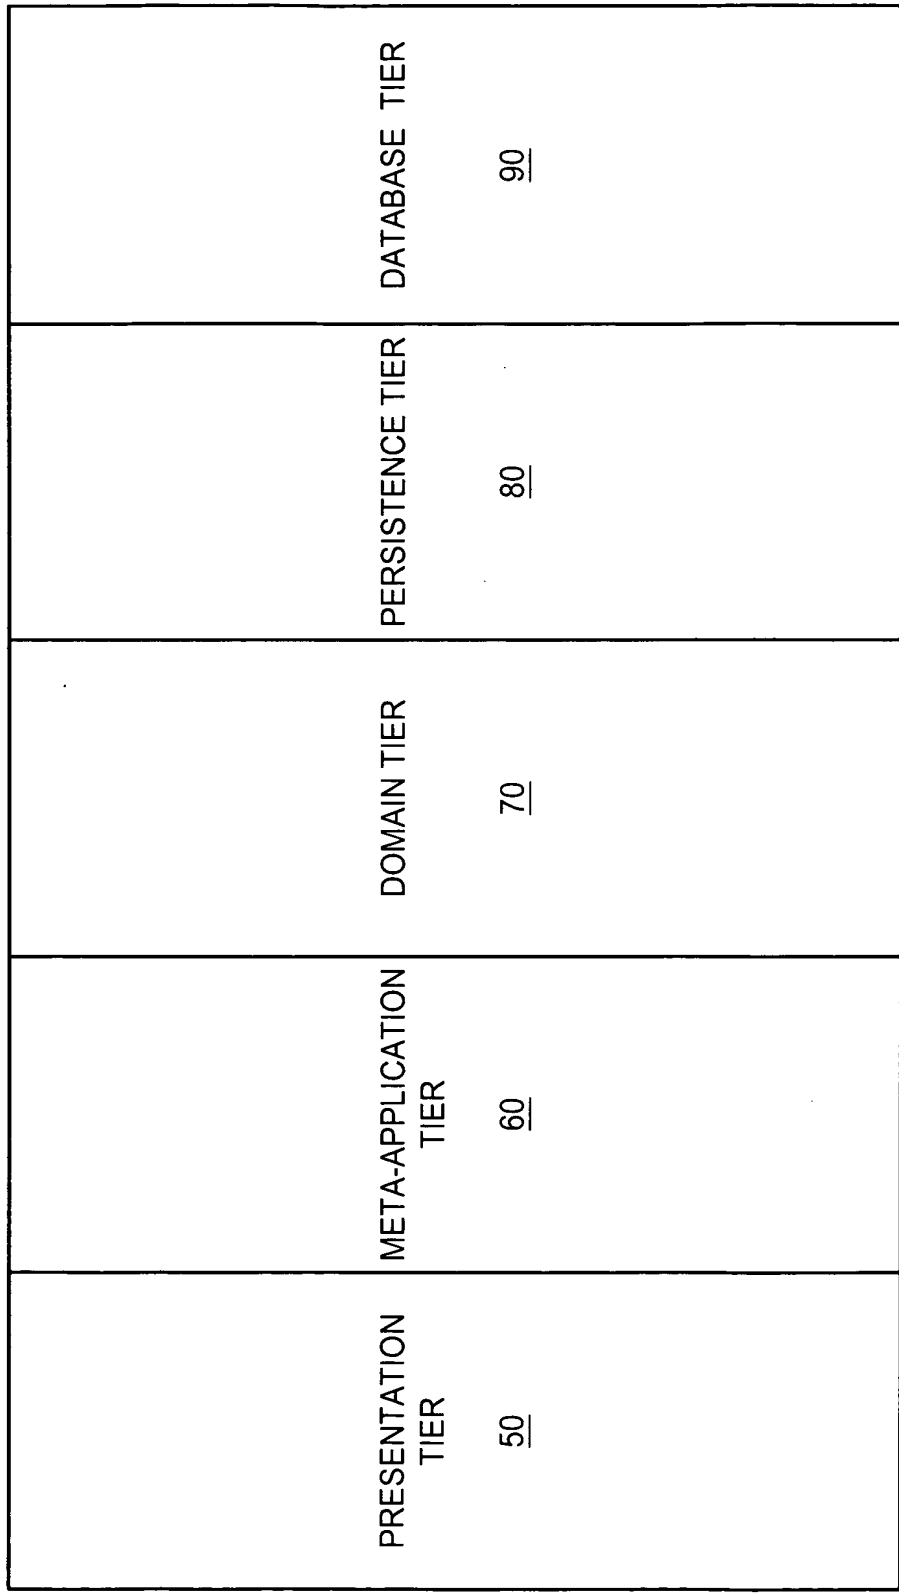 PRESENTATION
TIER
50
META-APPLICATION
TIER
60
DOMAIN TIER
70
PERSISTENCE TIER
80
DATABASE TIER
90